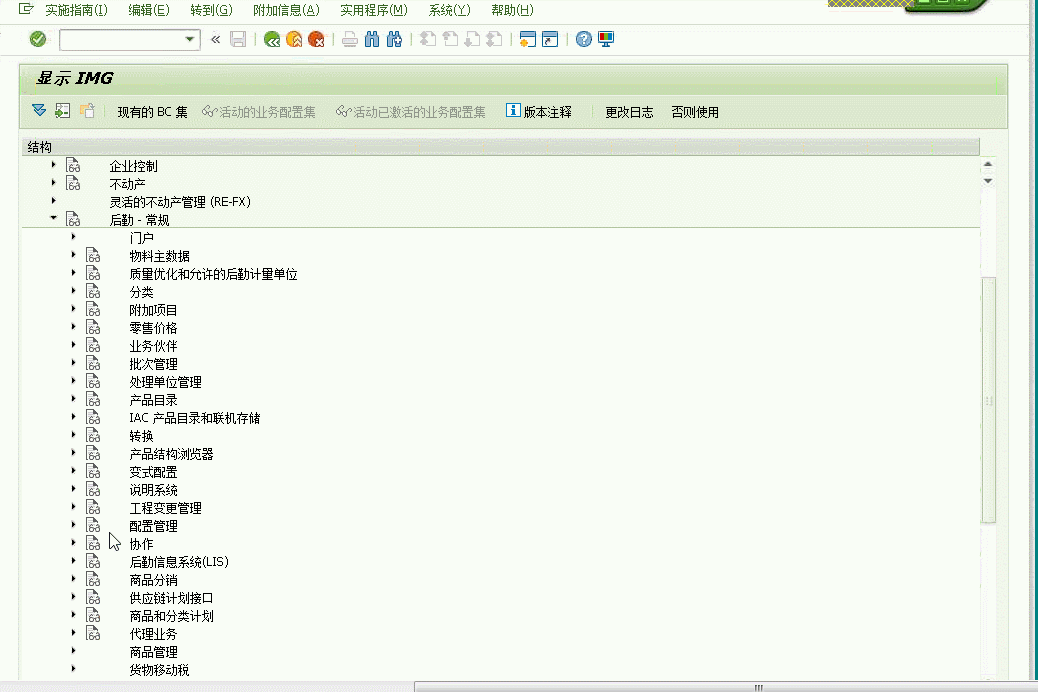 实施指南(I) 编辑(E) 转到(G) 附加信息(A) 实用程序(M) 系统(Y) 帮助(H)
显示 IMG
现有的 BC 集 活动的业务配置集 活动已激活的业务配置集 版本注释 更改日志 否则使用
结构
企业控制
不动产
灵活的不动产管理 (RE-FX)
后勤 - 常规
门户
物料主数据
质量优化和允许的后勤计量单位
分类
附加项目
零售价格
业务伙伴
批次管理
处理单位管理
产品目录
IAC 产品目录和联机存储
转换
产品结构浏览器
变式配置
说明系统
工程变更管理
配置管理
协作
后勤信息系统(LIS)
商品分销
供应链计划接口
商品和分类计划
代理业务
商品管理
货物移动税